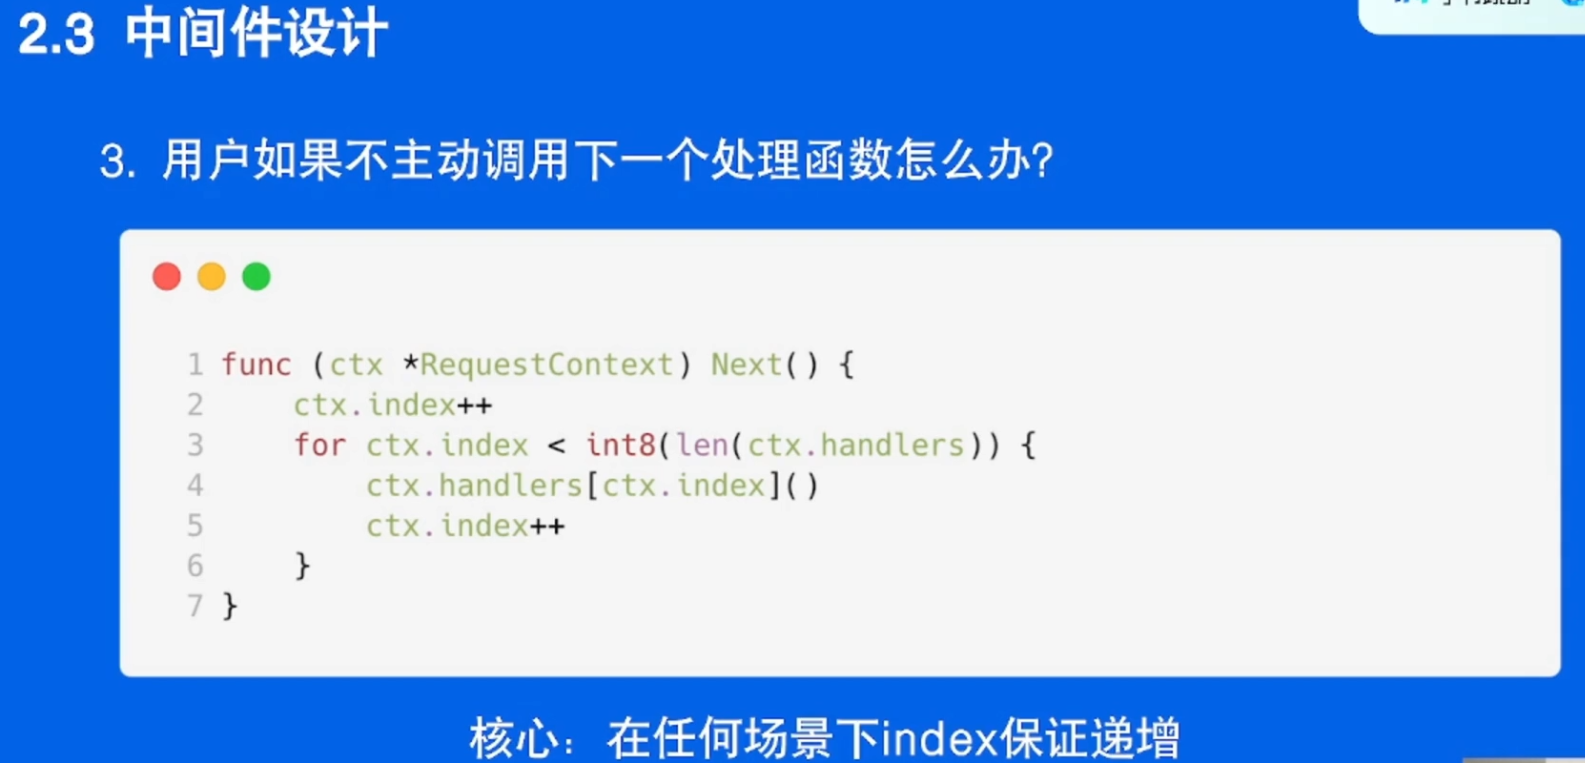 2.3 中间件设计
3. 用户如果不主动调用下一个处理函数怎么办?
1 func (ctx *RequestContext) Next() {
2     ctx.index++
3     for ctx.index < int8(len(ctx.handlers)) {
4         ctx.handlers[ctx.index]()
5         ctx.index++
6     }
7 }
核心：在任何场景下index保证递增